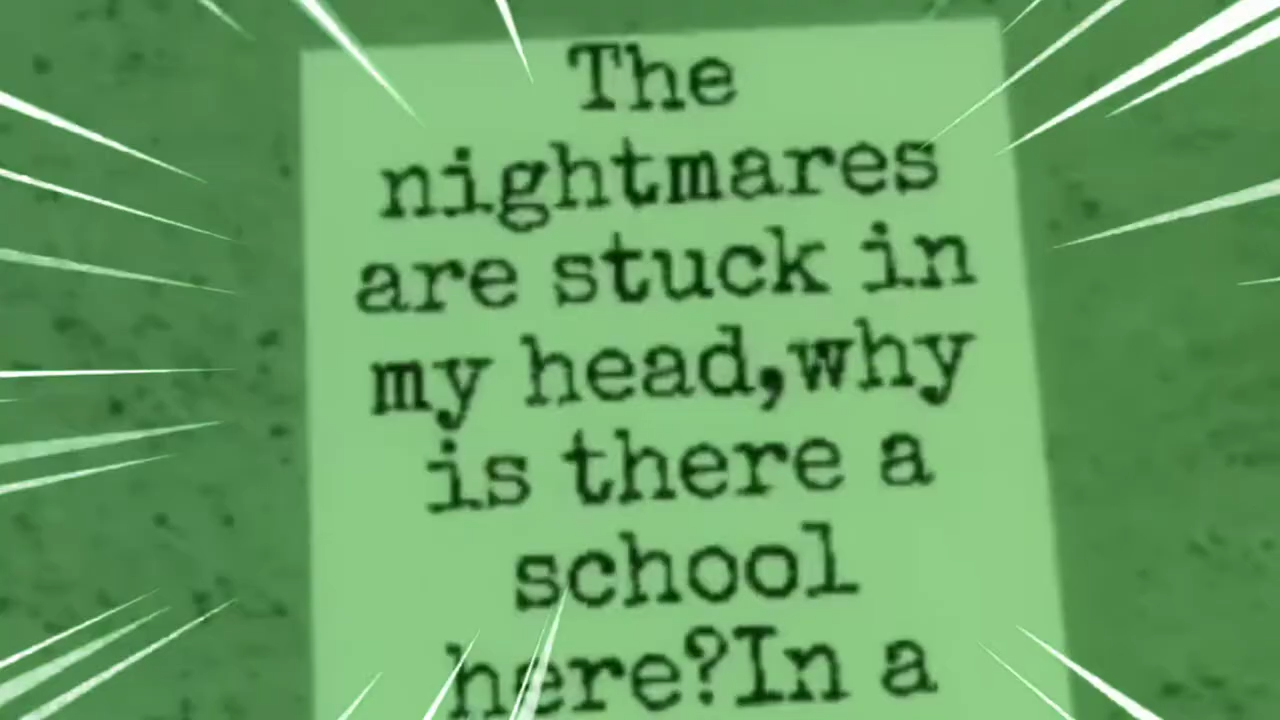 The
nightmares
are stuck in
my head,why
is there a
school
here?In a